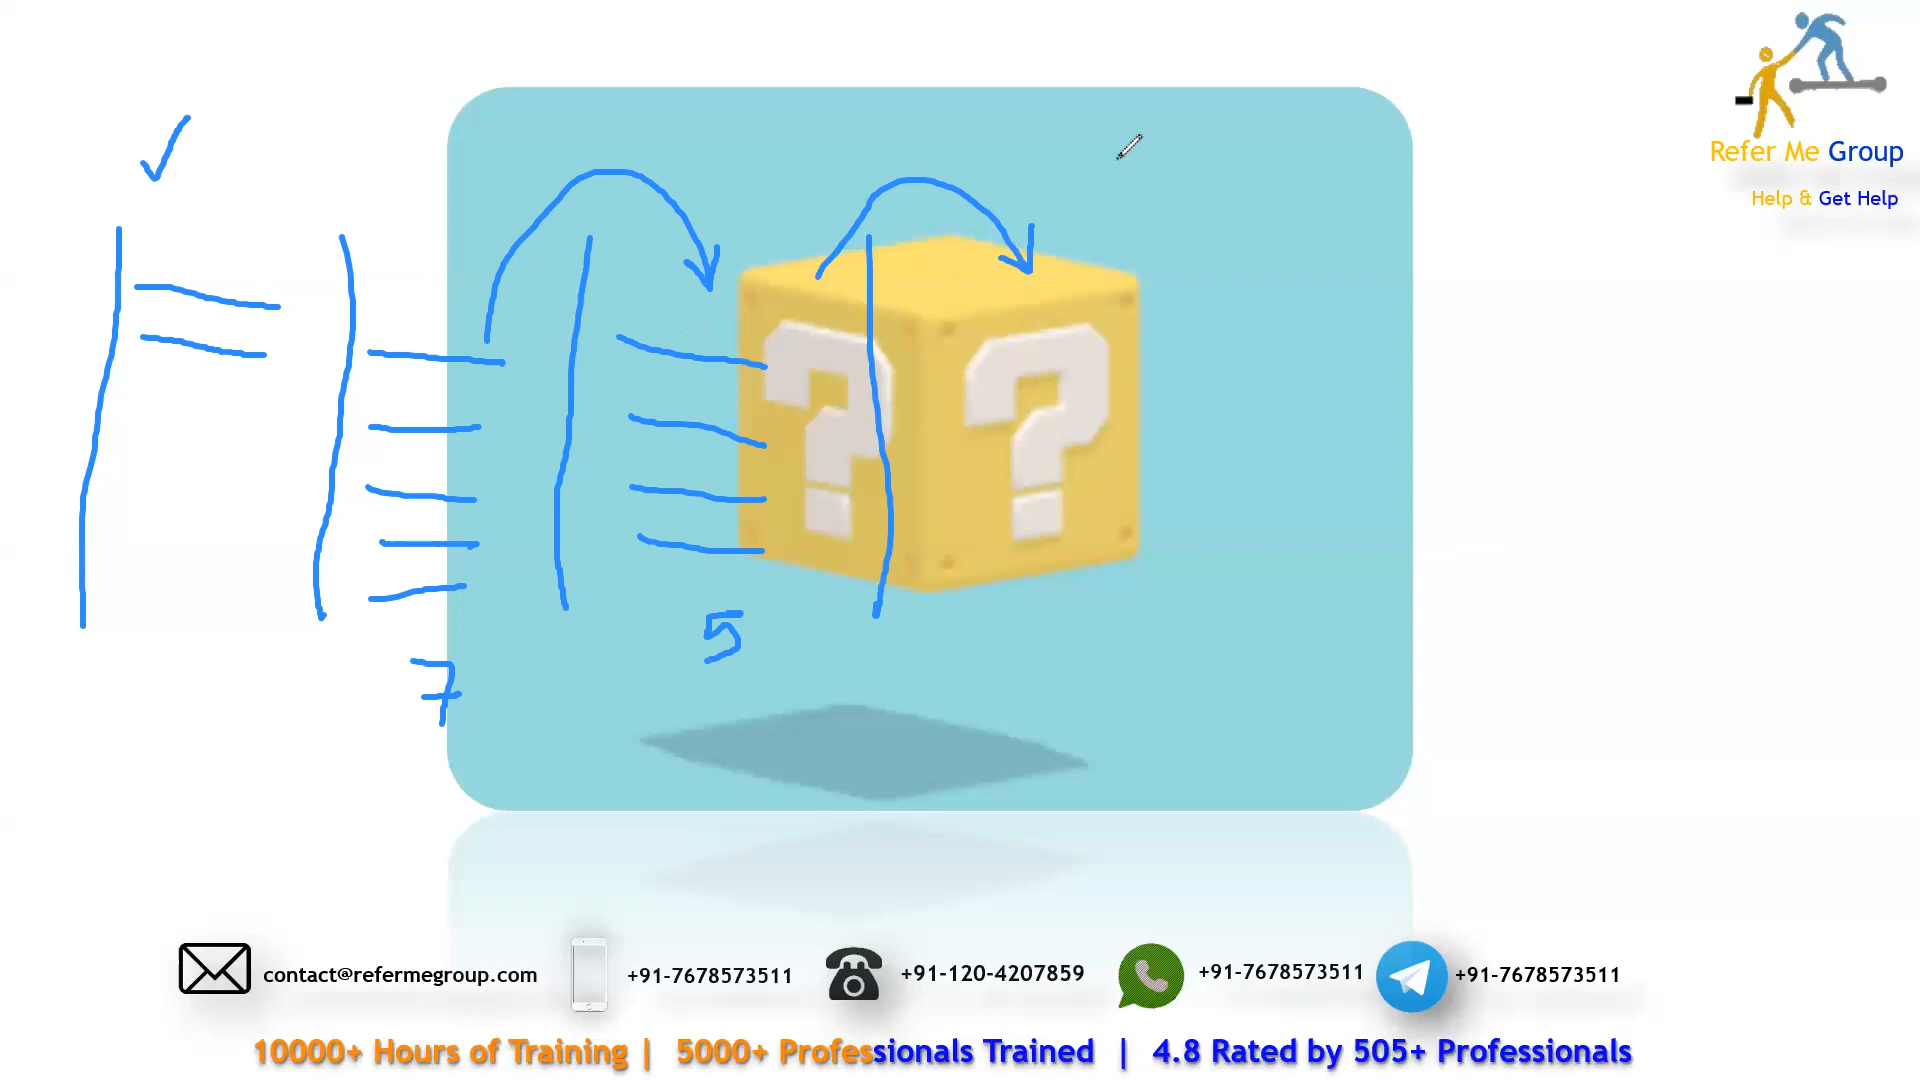 Refer Me Group
Help & Get Help
? ?
5
7
contact@refermegroup.com +91-7678573511 +91-120-4207859 +91-7678573511 +91-7678573511
10000+ Hours of Training | 5000+ Professionals Trained | 4.8 Rated by 505+ Professionals